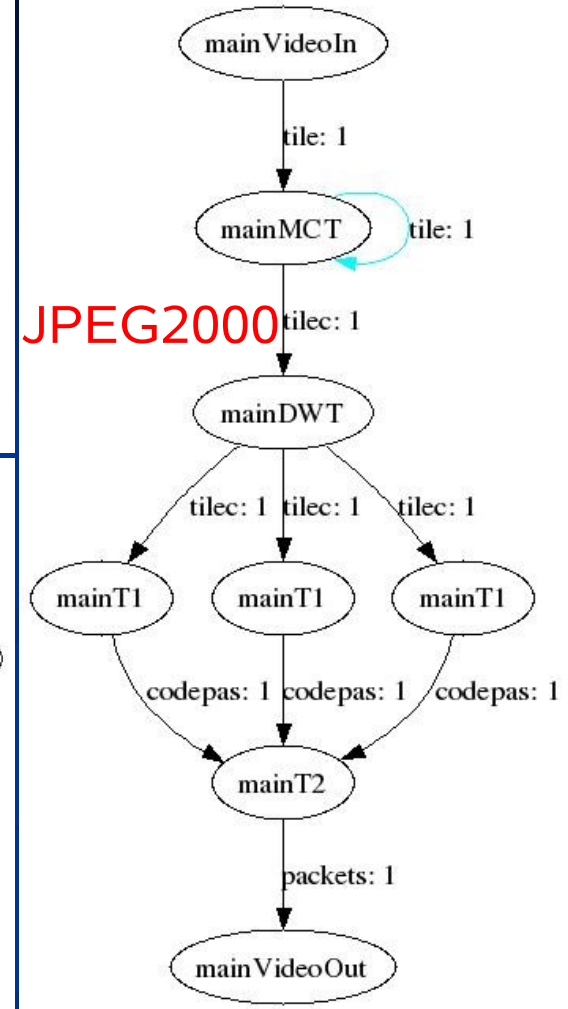 mainVideoIn
tile: 1
mainMCT
tile: 1
JPEG2000
tilec: 1
mainDWT
tilec: 1
tilec: 1
tilec: 1
mainT1
mainT1
mainT1
codepas: 1
codepas: 1
codepas: 1
mainT2
packets: 1
mainVideoOut